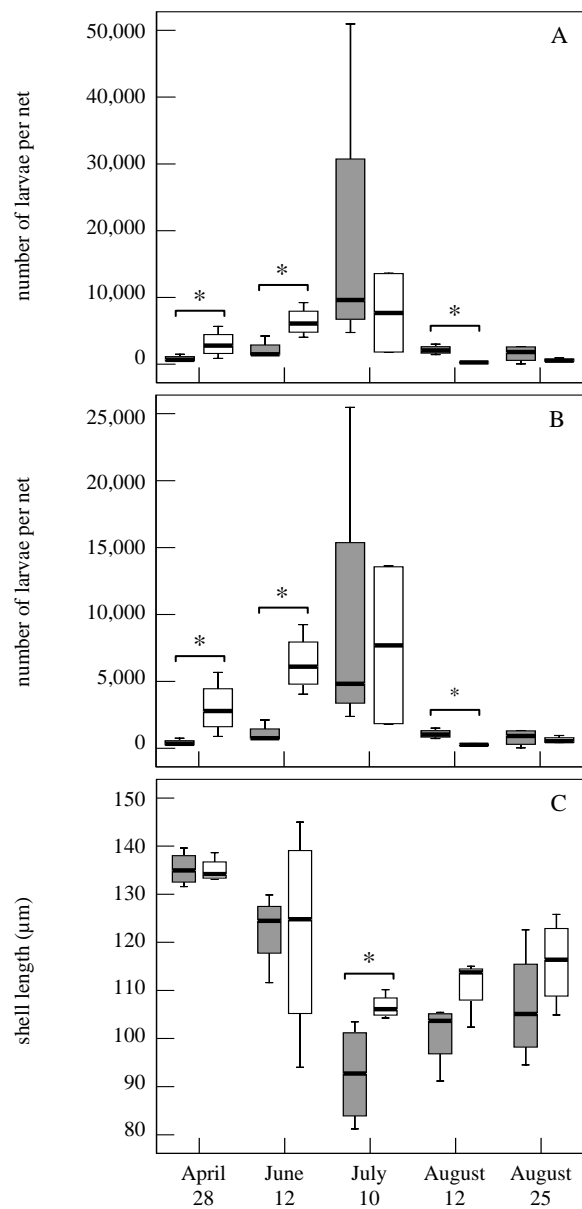 A
number of larvae per net
50,000
40,000
30,000
20,000
10,000
0
*
*
*
B
number of larvae per net
25,000
20,000
15,000
10,000
5,000
0
*
*
*
C
shell length (µm)
150
140
130
120
110
100
90
80
*
April 28
June 12
July 10
August 12
August 25